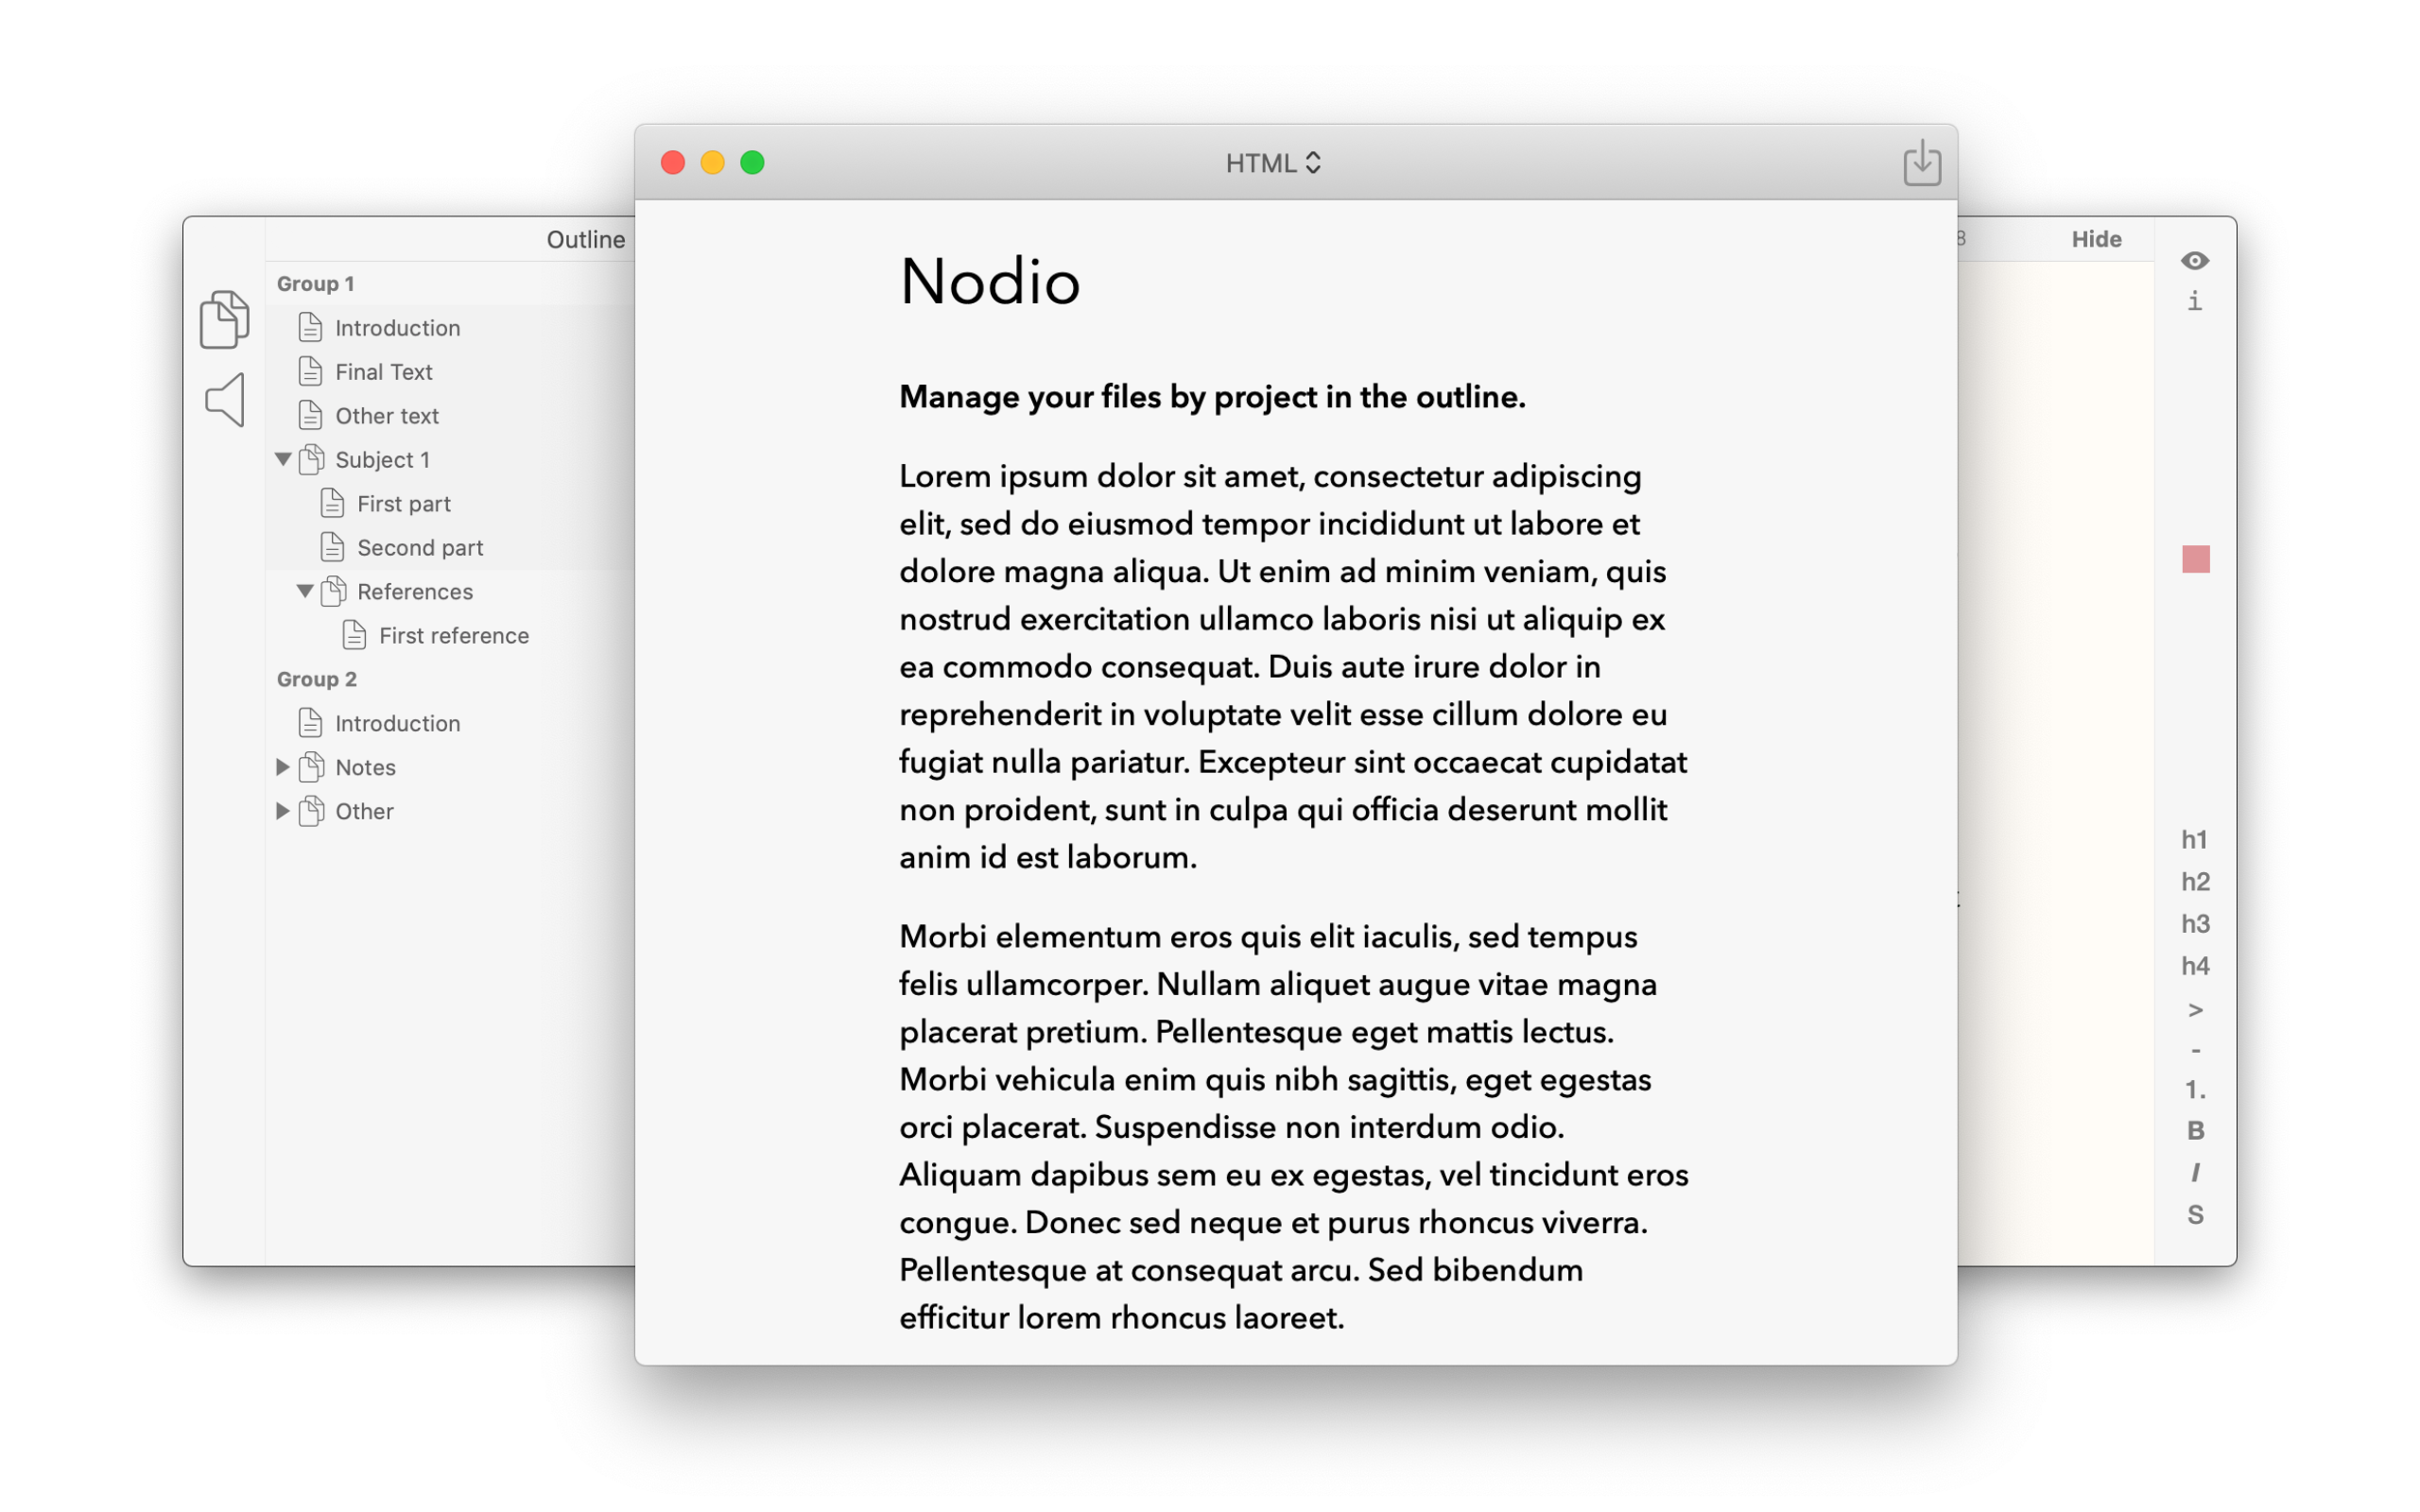 HTML
Outline
Group 1
Introduction
Final Text
Other text
Subject 1
First part
Second part
References
First reference
Group 2
Introduction
Notes
Other
Nodio
Manage your files by project in the outline.
Lorem ipsum dolor sit amet, consectetur adipiscing
elit, sed do eiusmod tempor incididunt ut labore et
dolore magna aliqua. Ut enim ad minim veniam, quis
nostrud exercitation ullamco laboris nisi ut aliquip ex
ea commodo consequat. Duis aute irure dolor in
reprehenderit in voluptate velit esse cillum dolore eu
fugiat nulla pariatur. Excepteur sint occaecat cupidatat
non proident, sunt in culpa qui officia deserunt mollit
anim id est laborum.
Morbi elementum eros quis elit iaculis, sed tempus
felis ullamcorper. Nullam aliquet augue vitae magna
placerat pretium. Pellentesque eget mattis lectus.
Morbi vehicula enim quis nibh sagittis, eget egestas
orci placerat. Suspendisse non interdum odio.
Aliquam dapibus sem eu ex egestas, vel tincidunt eros
congue. Donec sed neque et purus rhoncus viverra.
Pellentesque at consequat arcu. Sed bibendum
efficitur lorem rhoncus laoreet.
Hide
i
h1
h2
h3
h4
>
-
1.
B
I
S